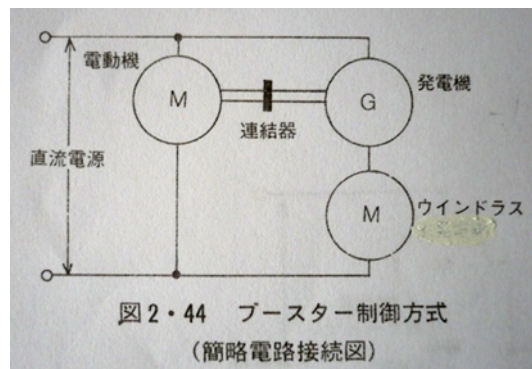 電動機
M
連結器
G
発電機
直流電源
M
ウインドラス
図2・44 ブースター制御方式
(簡略電路接続図)